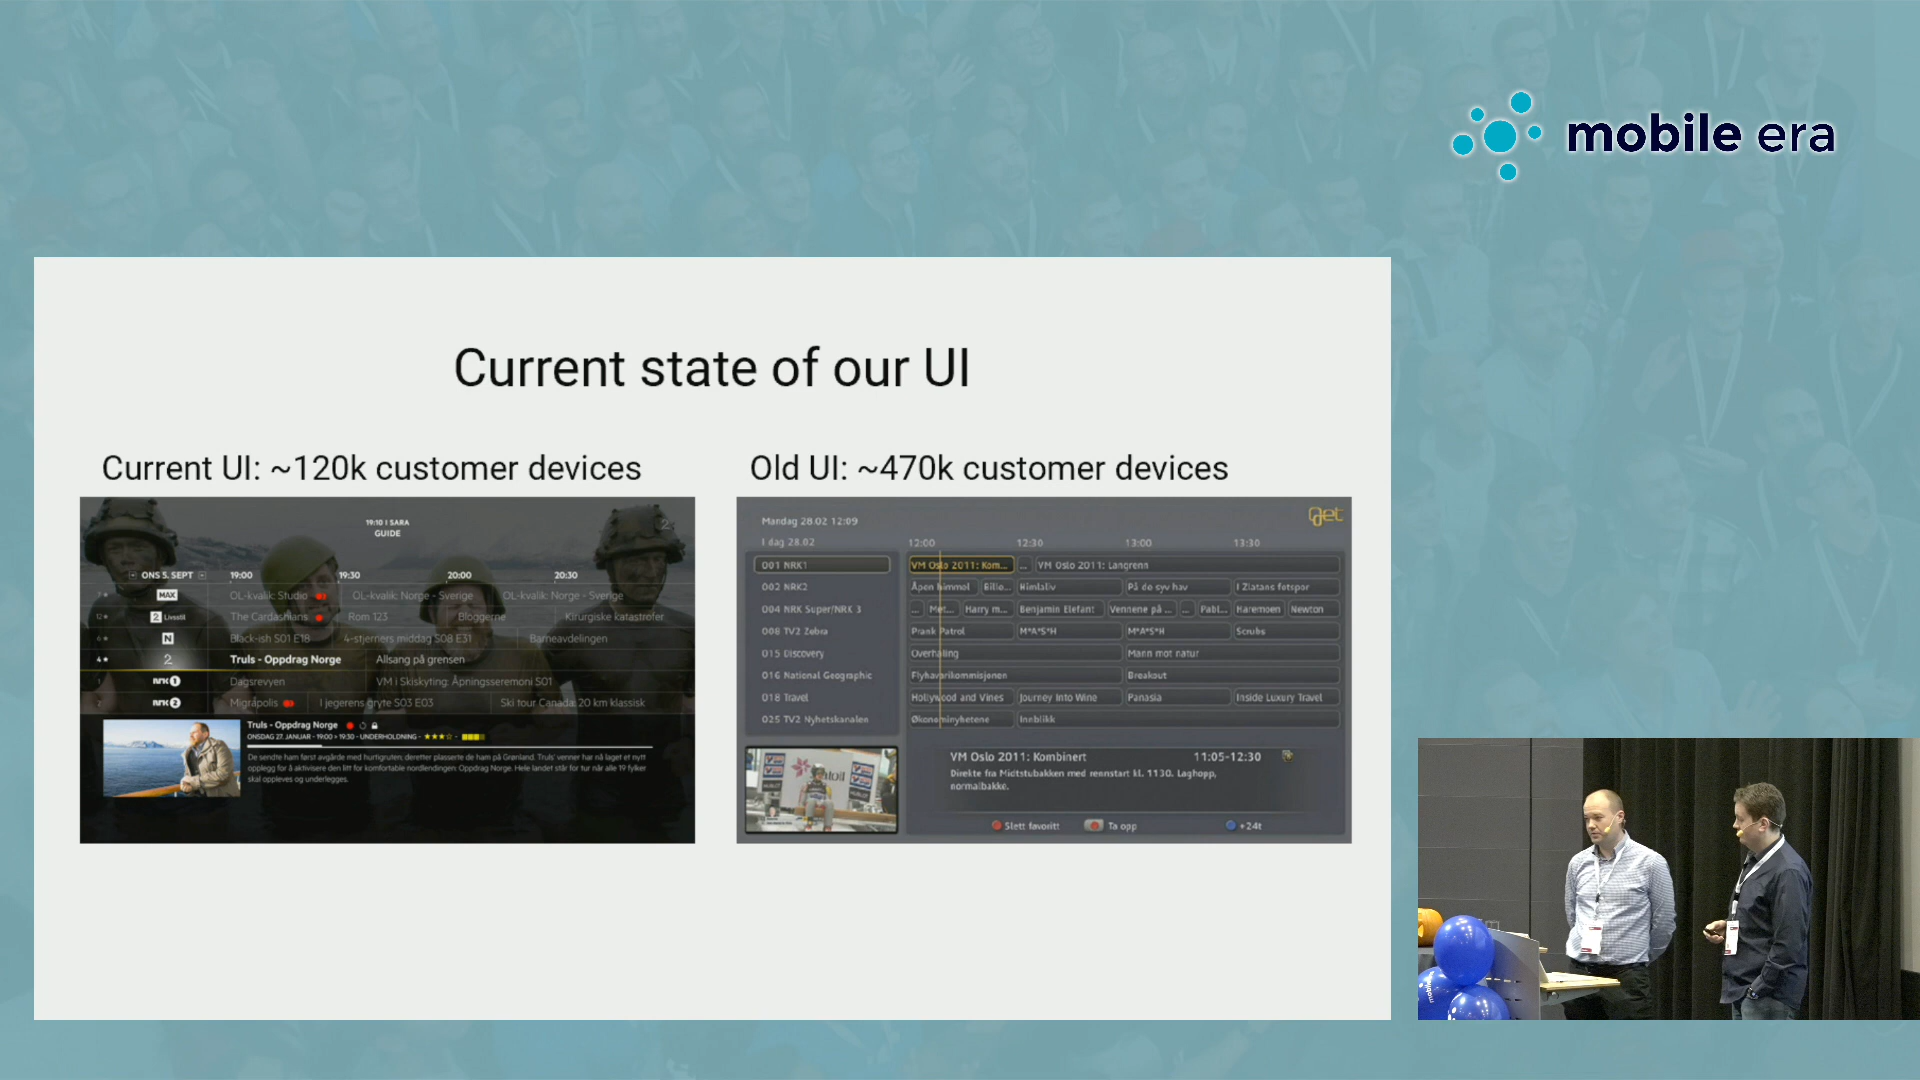 mobile era
Current state of our UI
Current UI: ~120k customer devices
19:10 I SARA
GUIDE
2
ONS 5. SEPT 19:00 19:30 20:00 20:30
MAX OL-kvalik: Studio OL-kvalik: Norge - Sverige OL-kvalik: Norge - Sverige
12 2 Livsstil The Cardashians Rom 123 Bloggerne Kirurgiske katastrofer
6 N Black-ish S01 E18 4-stjerners middag S08 E31 Barneavdelingen
4 2 Truls - Oppdrag Norge Allsang på grensen
1 NRK 1 Dagsrevyen VM i Skiskyting: Åpningsseremoni S01
2 NRK 2 Migrápolis I jegerens gryte S03 E03 Ski tour Canada: 20 km klassisk
Truls - Oppdrag Norge
ONSDAG 27. JANUAR - 19:00 > 19:30 - UNDERHOLDNING -
De sendte ham først avgårde med hurtigruten, deretter plasserte de ham på Grønland. Truls' venner har nå laget et nytt
opplegg for å aktivisere den litt for komfortable nordlendingen: Oppdrag Norge. Hele landet står for tur når alle 19 fylker
skal oppleves og underlegges.
Old UI: ~470k customer devices
Mandag 28.02 12:09
get
I dag 28.02 12:00 12:30 13:00 13:30
001 NRK1 VM Oslo 2011: Kom... ... VM Oslo 2011: Langrenn
002 NRK2 Åpen himmel Bille... Himlaliv På de syv hav I Zlatans fotspor
004 NRK Super/NRK 3 ... Met... Harry m... Benjamin Elefant Vennene på ... ... Pabl... Haremoen Newton
008 TV2 Zebra Prank Patrol M*A*S*H M*A*S*H Scrubs
015 Discovery Overhaling Mann mot natur
016 National Geographic Flyhavarikommisjonen Breakout
018 Travel Hollywood and Vines Journey Into Wine Panasia Inside Luxury Travel
025 TV2 Nyhetskanalen Økonominyhetene Innblikk
VM Oslo 2011: Kombinert 11:05-12:30
Direkte fra Midtstubakken med rennstart kl. 1130. Laghopp,
normalbakke.
Slett favoritt Ta opp +24t